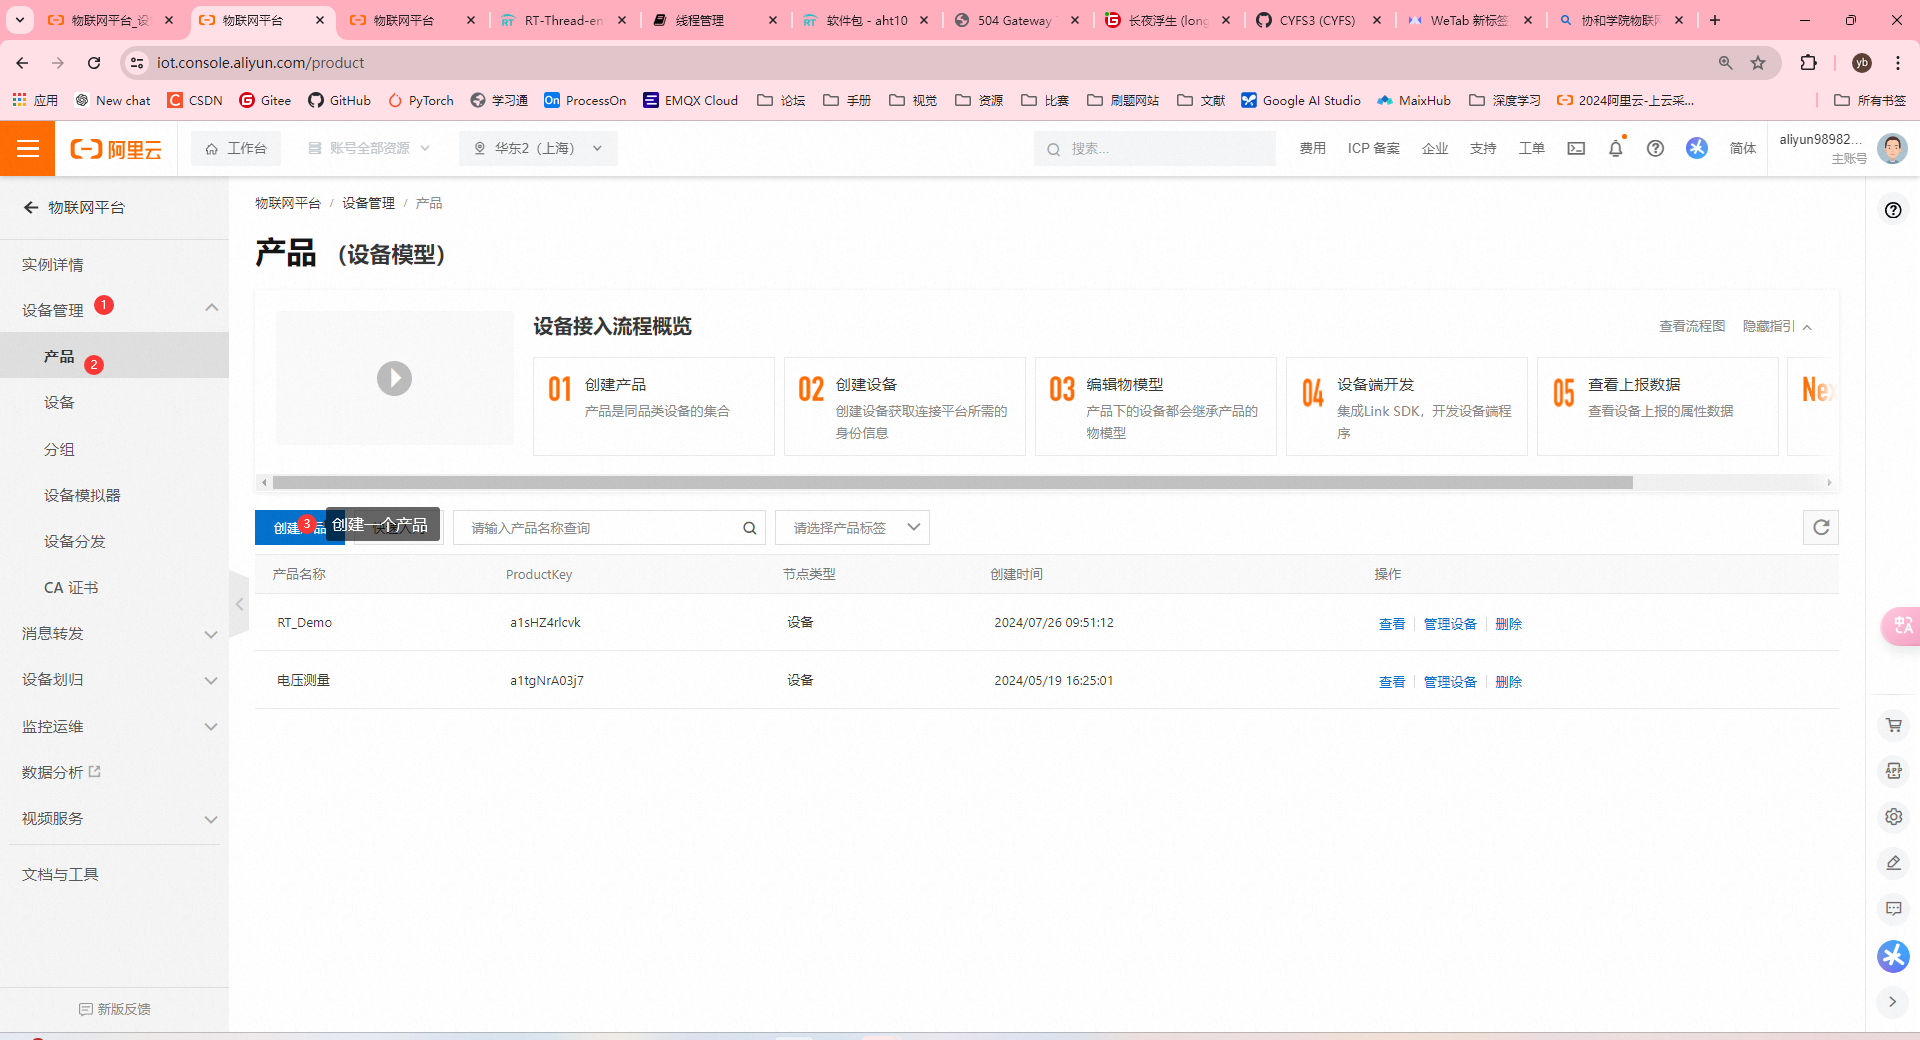 物联网平台_设
物联网平台
物联网平台
RT-Thread-en
线程管理
软件包 - aht10
504 Gateway
长夜浮生 (long
CYFS3 (CYFS)
WeTab 新标签
协和学院物联网
iot.console.aliyun.com/product
yb
应用
New chat
CSDN
Gitee
GitHub
PyTorch
学习通
On ProcessOn
EMQX Cloud
论坛
手册
视觉
资源
比赛
刷题网站
文献
Google AI Studio
MaixHub
深度学习
2024阿里云-上云采...
所有书签
阿里云
工作台
账号全部资源
华东2（上海）
搜索...
费用
ICP 备案
企业
支持
工单
简体
aliyun98982...
主账号
物联网平台
实例详情
设备管理 1
产品 2
设备
分组
设备模拟器
设备分发
CA 证书
消息转发
设备划归
监控运维
数据分析
视频服务
文档与工具
新版反馈
物联网平台 / 设备管理 / 产品
产品 （设备模型）
设备接入流程概览
查看流程图 隐藏指引
01 创建产品
产品是同品类设备的集合
02 创建设备
创建设备获取连接平台所需的
身份信息
03 编辑物模型
产品下的设备都会继承产品的
物模型
04 设备端开发
集成Link SDK，开发设备端程
序
05 查看上报数据
查看设备上报的属性数据
Nex
创建产品 3 创建一个产品
请输入产品名称查询
请选择产品标签
产品名称 ProductKey 节点类型 创建时间 操作
RT_Demo a1sHZ4rlcvk 设备 2024/07/26 09:51:12 查看 管理设备 删除
电压测量 a1tgNrA03j7 设备 2024/05/19 16:25:01 查看 管理设备 删除
APP